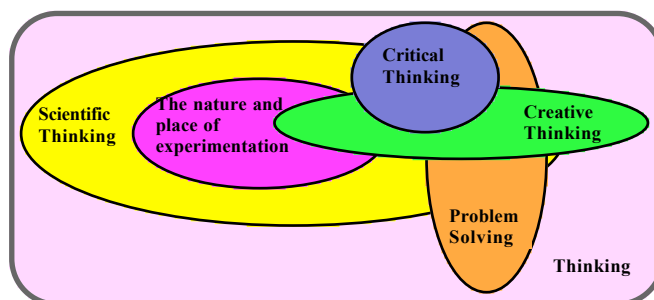 Critical
Thinking
Scientific
Thinking
The nature and
place of
experimentation
Creative
Thinking
Problem
Solving
Thinking